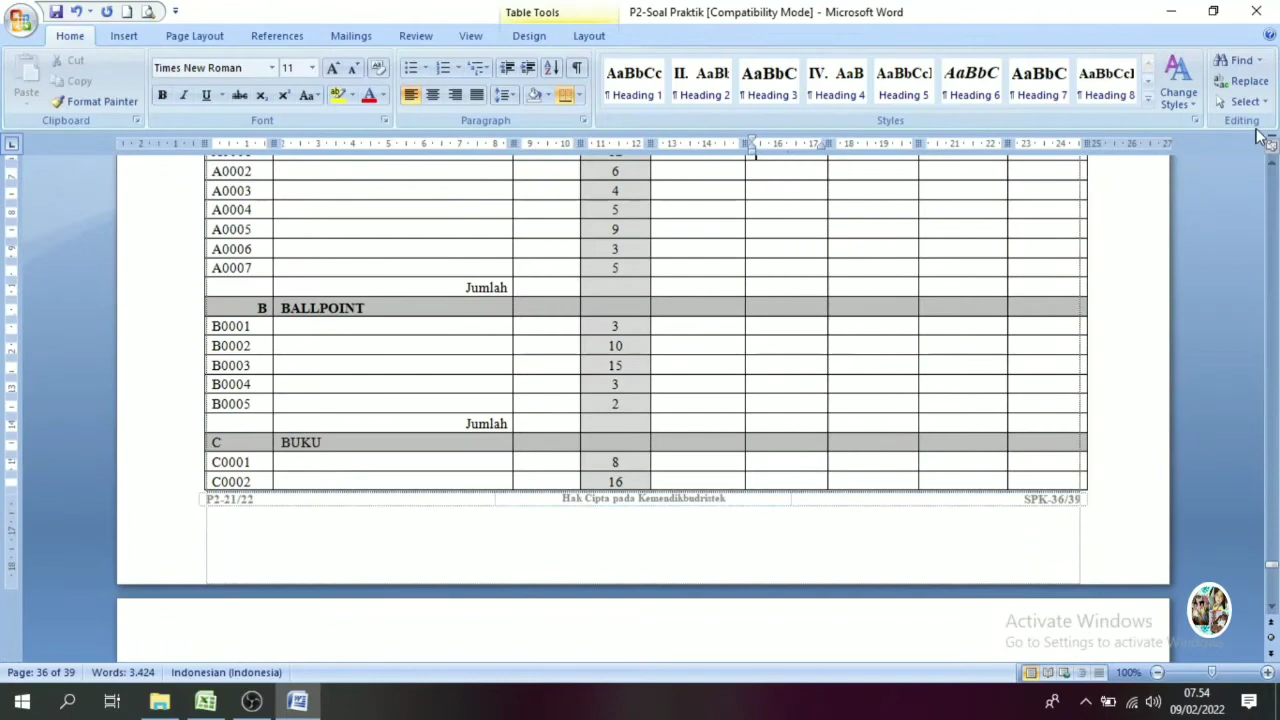 Table Tools
P2-Soal Praktik [Compatibility Mode] - Microsoft Word
Home Insert Page Layout References Mailings Review View Design Layout
Paste
Cut
Copy
Format Painter
Clipboard
Times New Roman 11
Font
Paragraph
AaBbCc II. AaBb AaBbCc IV. AaB AaBbCcI AaBbCc AaBbCc AaBbCcI
¶ Heading 1 ¶ Heading 2 ¶ Heading 3 ¶ Heading 4 ¶ Heading 5 ¶ Heading 6 ¶ Heading 7 ¶ Heading 8
Change Styles
Styles
Find
Replace
Select
Editing
A0002 6
A0003 4
A0004 5
A0005 9
A0006 3
A0007 5
Jumlah
B BALLPOINT
B0001 3
B0002 10
B0003 15
B0004 3
B0005 2
Jumlah
C BUKU
C0001 8
C0002 16
P2-21/22 Hak Cipta pada Kemendikbudristek SPK-36/39
Activate Windows
Go to Settings to activate Windows.
Page: 36 of 39 Words: 3.424 Indonesian (Indonesia) 100%
07.54
09/02/2022